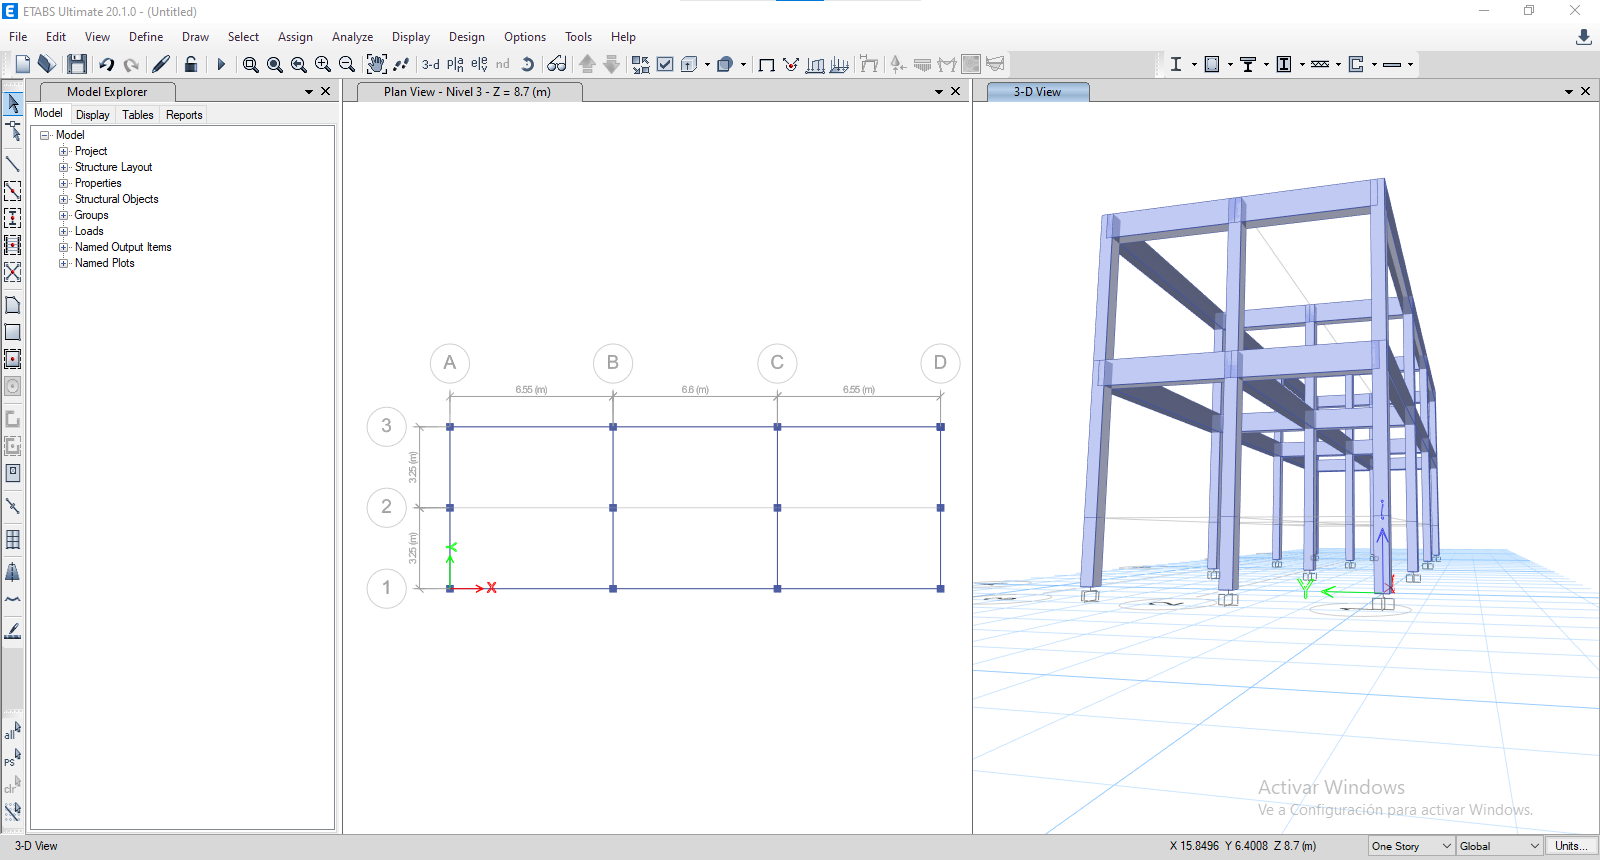 ETABS Ultimate 20.1.0 - (Untitled)
File Edit View Define Draw Select Assign Analyze Display Design Options Tools Help
3-d
nd
Model Explorer
Plan View - Nivel 3 - Z = 8.7 (m)
3-D View
Model Display Tables Reports
Model
Project
Structure Layout
Properties
Structural Objects
Groups
Loads
Named Output Items
Named Plots
all
PS
clr
A B C D
6.55 (m) 6.6 (m) 6.55 (m)
3
3.25 (m)
2
3.25 (m)
1
X
Y
Activar Windows
Ve a Configuración para activar Windows.
3-D View
X 15.8496 Y 6.4008 Z 8.7 (m)
One Story
Global
Units...